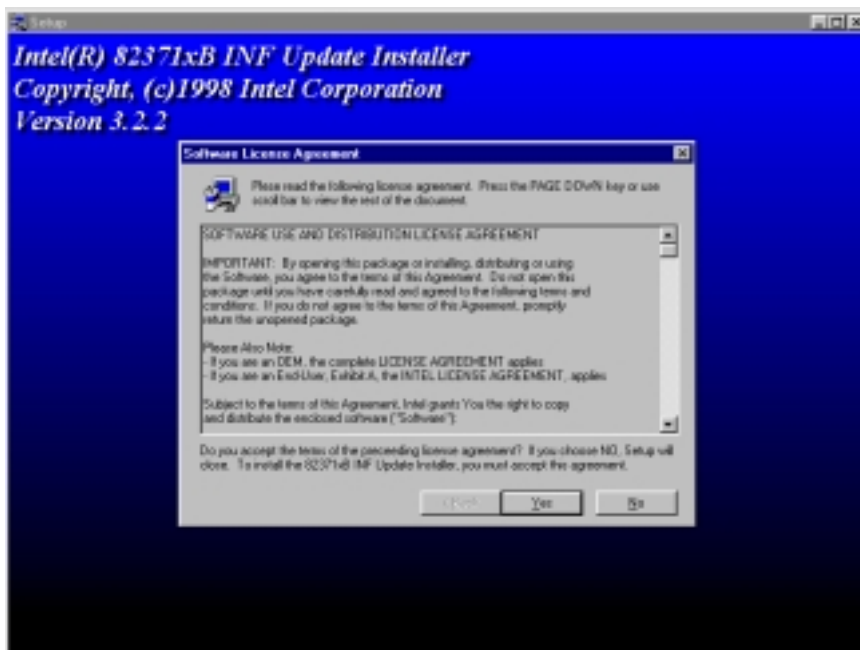 Setup
Intel(R) 82371xB INF Update Installer
Copyright, (c)1998 Intel Corporation
Version 3.2.2
Software License Agreement
Please read the following license agreement. Press the PAGE DOWN key or use
scroll bar to view the rest of the document.
SOFTWARE USE AND DISTRIBUTION LICENSE AGREEMENT
IMPORTANT: By opening this package or installing, distributing or using
the Software, you agree to the terms of this Agreement. Do not open this
package until you have carefully read and agreed to the following terms and
conditions. If you do not agree to the terms of this Agreement, promptly
return the unopened package.
Please Also Note:
- If you are an OEM, the complete LICENSE AGREEMENT applies
- If you are an End-User, Exhibit A, the INTEL LICENSE AGREEMENT, applies
Subject to the terms of this Agreement, Intel grants You the right to copy
and distribute the enclosed software ("Software"):
Do you accept the terms of the preceeding license agreement? If you choose NO, Setup will
close. To install the 82371xB INF Update Installer, you must accept this agreement.
< Back
Yes
No